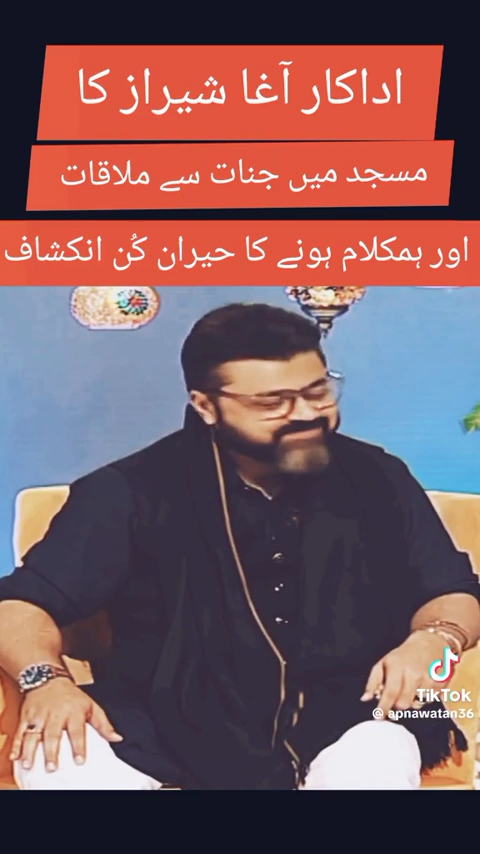 اداکار آغا شیراز کا
مسجد میں جنات سے ملاقات
اور ہمکلام ہونے کا حیران کُن انکشاف
TikTok
@ apnawatan36